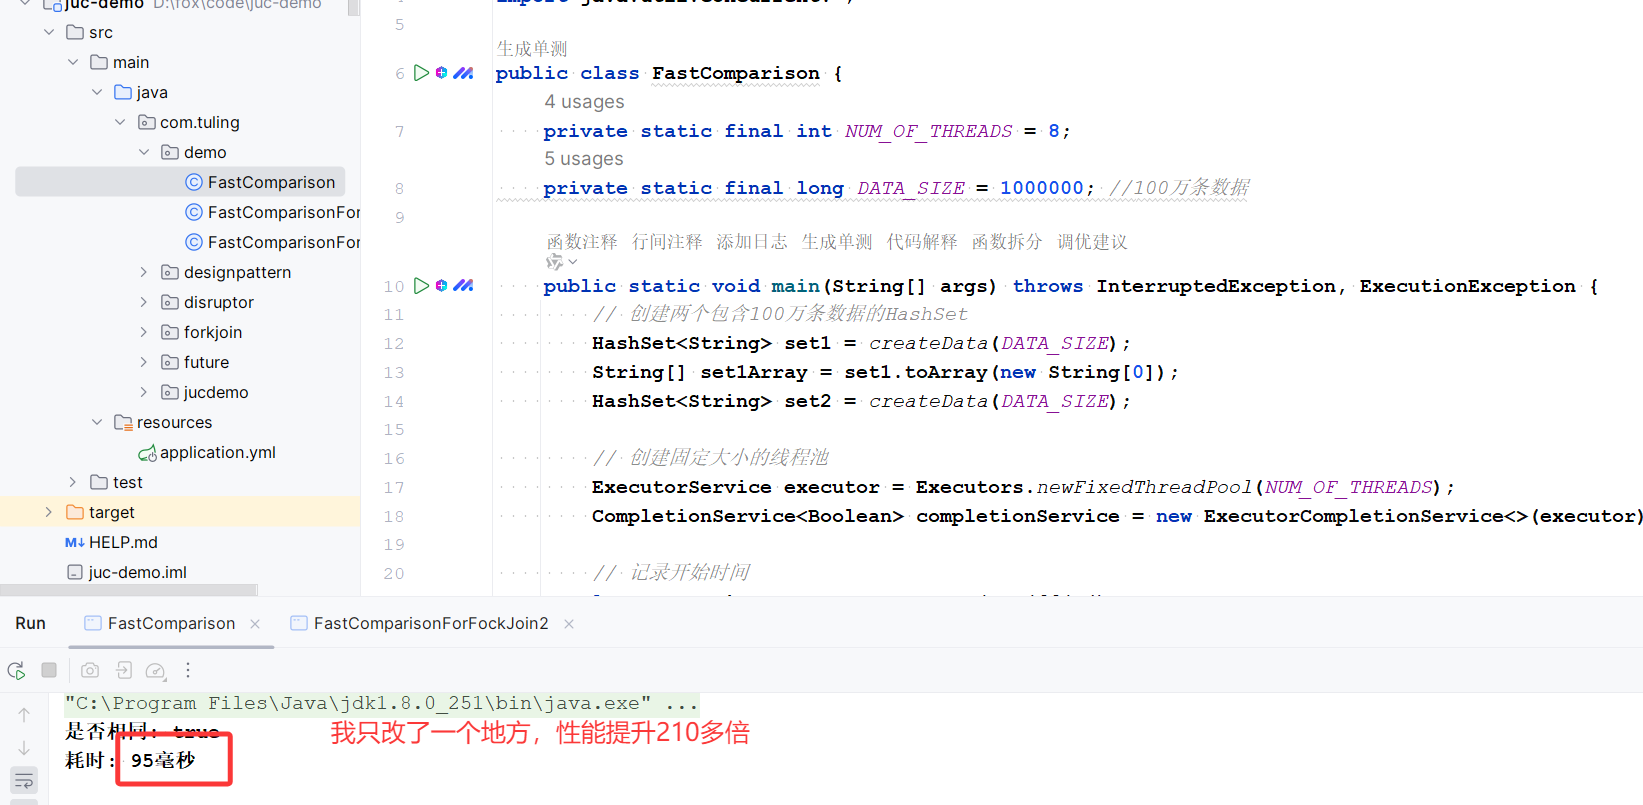 juc-demo D:\fox\code\juc-demo
src
main
java
com.tuling
demo
FastComparison
FastComparisonFor
FastComparisonFor
designpattern
disruptor
forkjoin
future
jucdemo
resources
application.yml
test
target
M↓ HELP.md
juc-demo.iml
5
生成单测
6 public class FastComparison {
4 usages
7 private static final int NUM_OF_THREADS = 8;
5 usages
8 private static final long DATA_SIZE = 1000000; //100万条数据
9
函数注释 行间注释 添加日志 生成单测 代码解释 函数拆分 调优建议
10 public static void main(String[] args) throws InterruptedException, ExecutionException {
11 // 创建两个包含100万条数据的HashSet
12 HashSet<String> set1 = createData(DATA_SIZE);
13 String[] set1Array = set1.toArray(new String[0]);
14 HashSet<String> set2 = createData(DATA_SIZE);
15
16 // 创建固定大小的线程池
17 ExecutorService executor = Executors.newFixedThreadPool(NUM_OF_THREADS);
18 CompletionService<Boolean> completionService = new ExecutorCompletionService<>(executor)
19
20 // 记录开始时间
Run FastComparison FastComparisonForFockJoin2
"C:\Program Files\Java\jdk1.8.0_251\bin\java.exe" ...
是否相同: true
我只改了一个地方，性能提升210多倍
耗时: 95毫秒